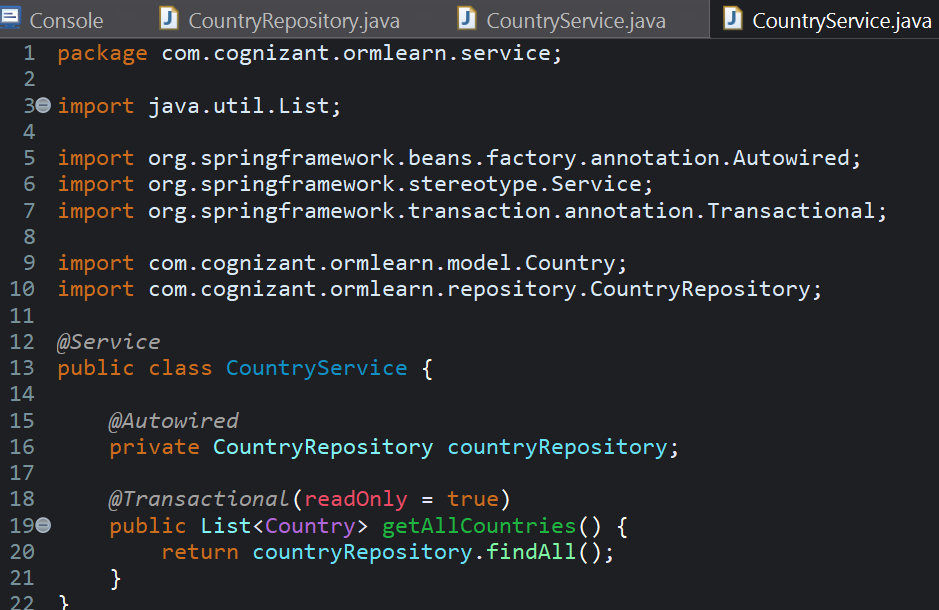 Console CountryRepository.java CountryService.java CountryService.java
1 package com.cognizant.ormlearn.service;
2
3 import java.util.List;
4
5 import org.springframework.beans.factory.annotation.Autowired;
6 import org.springframework.stereotype.Service;
7 import org.springframework.transaction.annotation.Transactional;
8
9 import com.cognizant.ormlearn.model.Country;
10 import com.cognizant.ormlearn.repository.CountryRepository;
11
12 @Service
13 public class CountryService {
14
15     @Autowired
16     private CountryRepository countryRepository;
17
18     @Transactional(readOnly = true)
19     public List<Country> getAllCountries() {
20         return countryRepository.findAll();
21     }
22 }